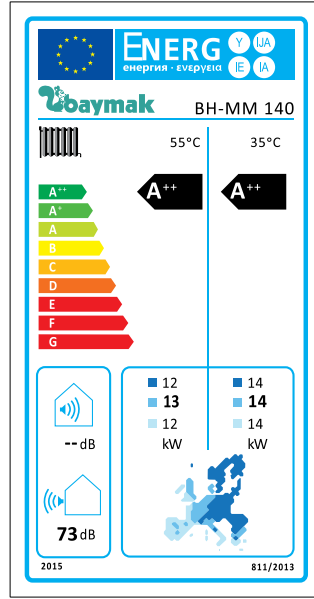 ENERG Y IJA
енергия · ενεργεια IE IA
baymak
BH-MM 140
55°C 35°C
A++ A++ A++
A+
A
B
C
D
E
F
G
12 14
13 14
12 14
-- dB kW kW
73 dB
2015 811/2013